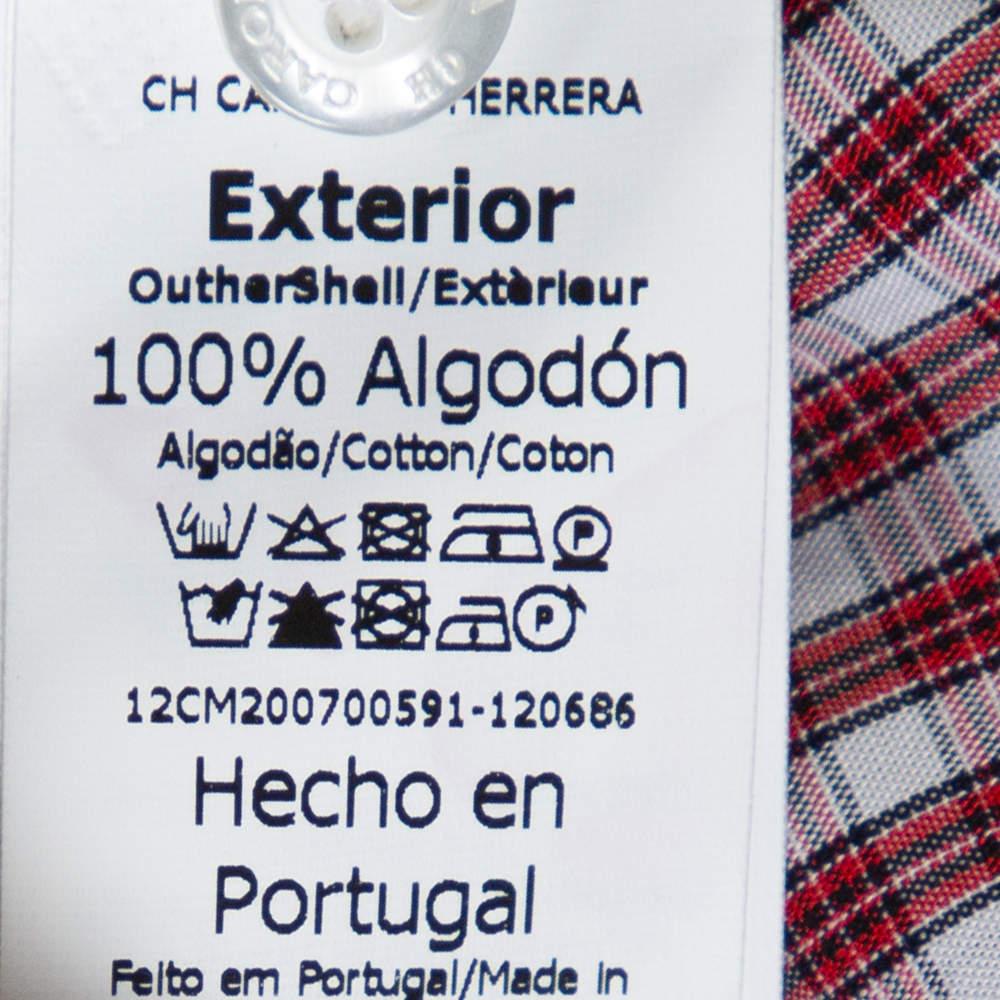 CH HERRERA
Exterior
OutherShell/Extèrieur
100% Algodón
Algodão/Cotton/Coton
P
P
12CM200700591-120686
Hecho en
Portugal
Feito em Portugal/Made in